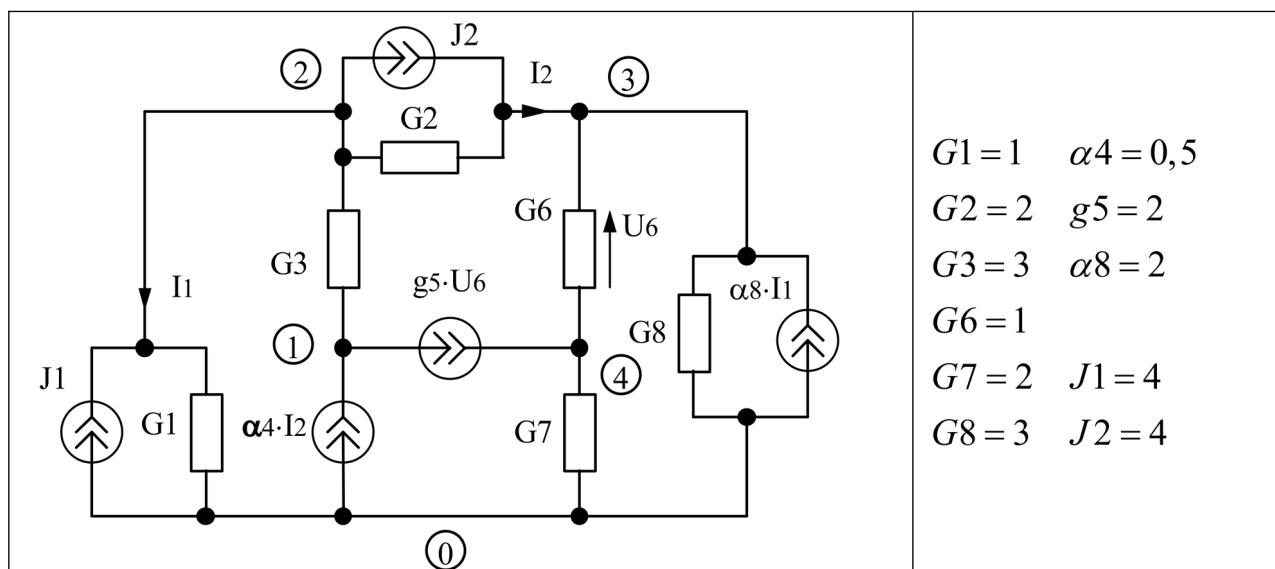 J2
2
I2
3
G2
G6
U6
G3
g5·U6
α8·I1
I1
G8
1
4
J1
G1
α4·I2
G7
0
G1 = 1 α4 = 0,5
G2 = 2 g5 = 2
G3 = 3 α8 = 2
G6 = 1
G7 = 2 J1 = 4
G8 = 3 J2 = 4